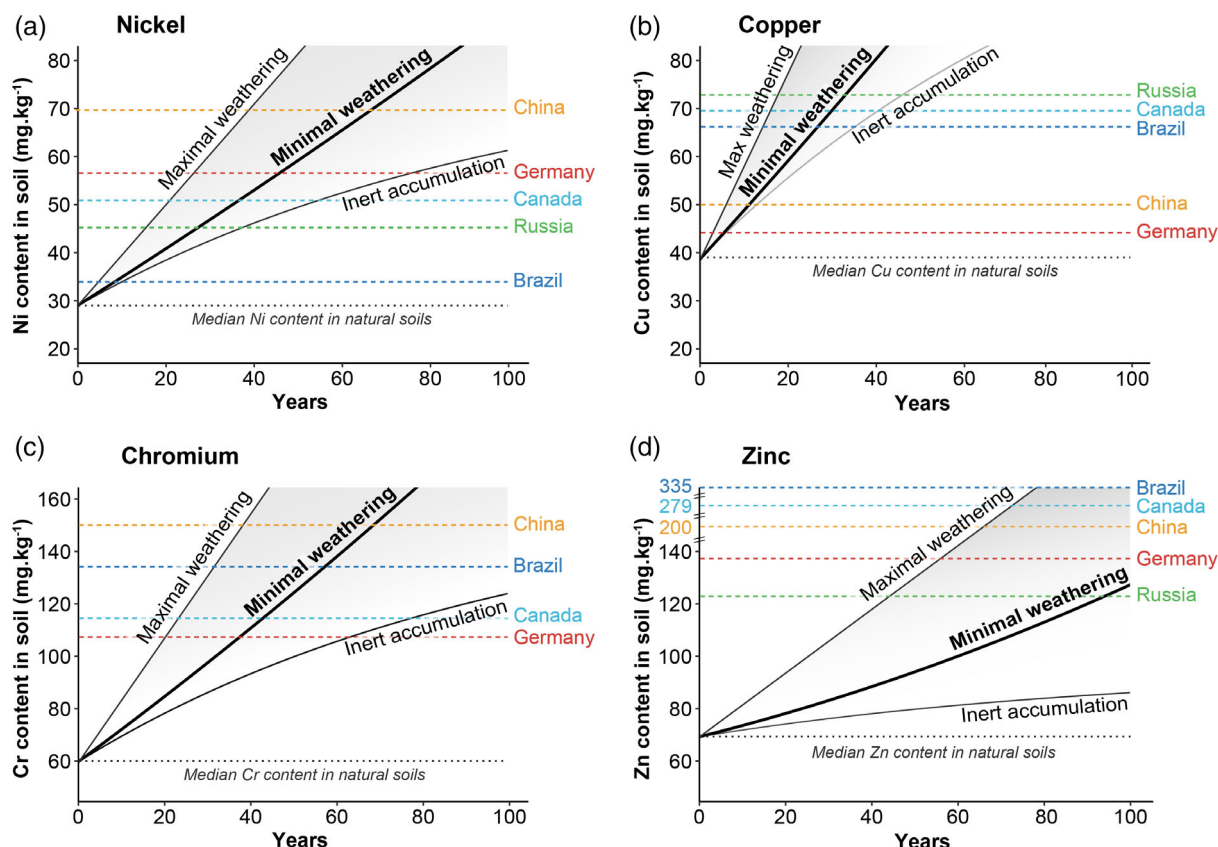 (a) Nickel
Ni content in soil (mg.kg⁻¹)
80
70
60
50
40
30
20
0 20 40 60 80 100
Years
Maximal weathering
Minimal weathering
Inert accumulation
China
Germany
Canada
Russia
Brazil
Median Ni content in natural soils
(b) Copper
Cu content in soil (mg.kg⁻¹)
80
70
60
50
40
30
20
0 20 40 60 80 100
Years
Max weathering
Minimal weathering
Inert accumulation
Russia
Canada
Brazil
China
Germany
Median Cu content in natural soils
(c) Chromium
Cr content in soil (mg.kg⁻¹)
160
140
120
100
80
60
0 20 40 60 80 100
Years
Maximal weathering
Minimal weathering
Inert accumulation
China
Brazil
Canada
Germany
Median Cr content in natural soils
(d) Zinc
Zn content in soil (mg.kg⁻¹)
335
279
200
140
120
100
80
60
0 20 40 60 80 100
Years
Maximal weathering
Minimal weathering
Inert accumulation
Brazil
Canada
China
Germany
Russia
Median Zn content in natural soils